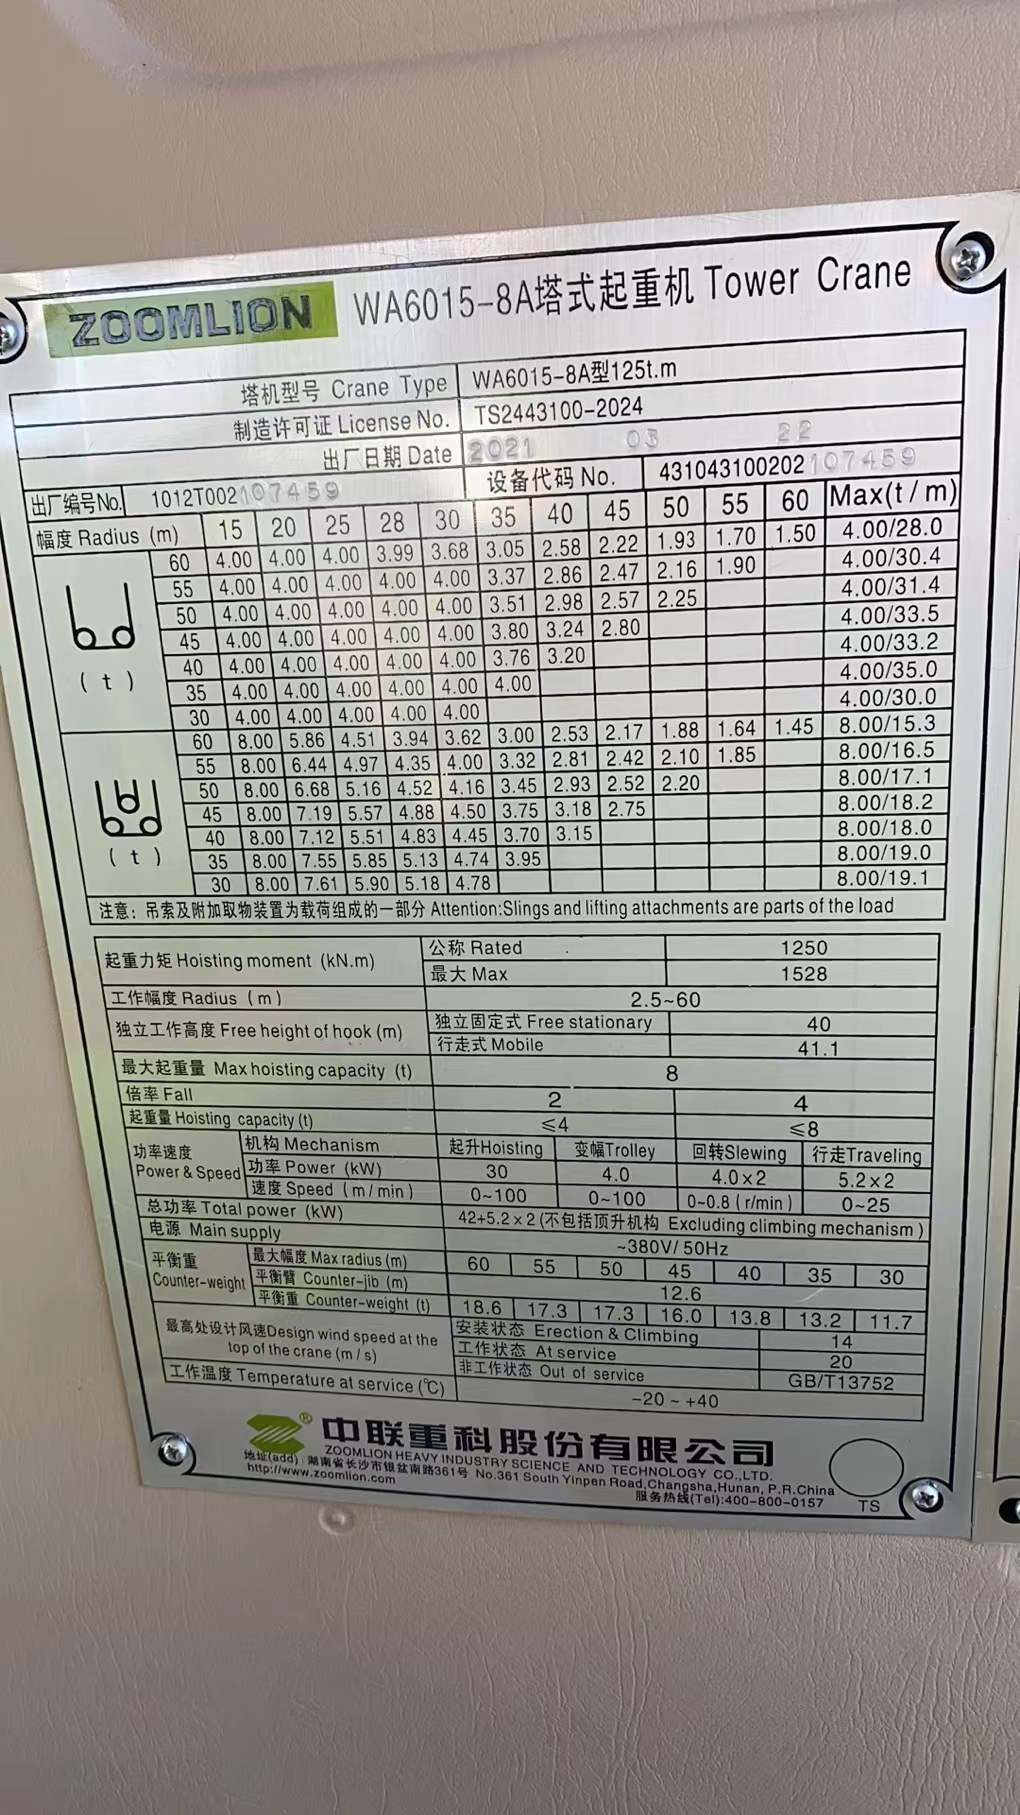 ZOOMLION WA6015-8A塔式起重机 Tower Crane
塔机型号 Crane Type WA6015-8A型125t.m
制造许可证 License No. TS2443100-2024
出厂日期 Date 2021 03 22
出厂编号No. 1012T002107459 设备代码 No. 431043100202107459
幅度 Radius (m) 15 20 25 28 30 35 40 45 50 55 60 Max(t/m)
60 4.00 4.00 4.00 3.99 3.68 3.05 2.58 2.22 1.93 1.70 1.50 4.00/28.0
55 4.00 4.00 4.00 4.00 4.00 3.37 2.86 2.47 2.16 1.90 4.00/30.4
50 4.00 4.00 4.00 4.00 4.00 3.51 2.98 2.57 2.25 4.00/31.4
45 4.00 4.00 4.00 4.00 4.00 3.80 3.24 2.80 4.00/33.5
40 4.00 4.00 4.00 4.00 4.00 3.76 3.20 4.00/33.2
35 4.00 4.00 4.00 4.00 4.00 4.00 4.00/35.0
30 4.00 4.00 4.00 4.00 4.00 4.00/30.0
(t)
60 8.00 5.86 4.51 3.94 3.62 3.00 2.53 2.17 1.88 1.64 1.45 8.00/15.3
55 8.00 6.44 4.97 4.35 4.00 3.32 2.81 2.42 2.10 1.85 8.00/16.5
50 8.00 6.68 5.16 4.52 4.16 3.45 2.93 2.52 2.20 8.00/17.1
45 8.00 7.19 5.57 4.88 4.50 3.75 3.18 2.75 8.00/18.2
40 8.00 7.12 5.51 4.83 4.45 3.70 3.15 8.00/18.0
35 8.00 7.55 5.85 5.13 4.74 3.95 8.00/19.0
30 8.00 7.61 5.90 5.18 4.78 8.00/19.1
(t)
注意：吊索及附加取物装置为载荷组成的一部分 Attention:Slings and lifting attachments are parts of the load
起重力矩 Hoisting moment (kN.m) 公称 Rated 1250
最大 Max 1528
工作幅度 Radius (m) 2.5~60
独立工作高度 Free height of hook (m) 独立固定式 Free stationary 40
行走式 Mobile 41.1
最大起重量 Max hoisting capacity (t) 8
倍率 Fall 2 4
起重量 Hoisting capacity (t) ≤4 ≤8
功率速度 Power & Speed 机构 Mechanism 起升Hoisting 变幅Trolley 回转Slewing 行走Traveling
功率 Power (kW) 30 4.0 4.0×2 5.2×2
速度 Speed (m/min) 0~100 0~100 0~0.8 (r/min) 0~25
总功率 Total power (kW) 42+5.2×2 (不包括顶升机构 Excluding climbing mechanism)
电源 Main supply ~380V/50Hz
平衡重 Counter-weight 最大幅度 Max radius (m) 60 55 50 45 40 35 30
平衡臂 Counter-jib (m) 12.6
平衡重 Counter-weight (t) 18.6 17.3 17.3 16.0 13.8 13.2 11.7
最高处设计风速Design wind speed at the top of the crane (m/s) 安装状态 Erection & Climbing 14
工作状态 At service 20
非工作状态 Out of service GB/T13752
工作温度 Temperature at service (℃) -20~+40
® 中联重科股份有限公司
ZOOMLION HEAVY INDUSTRY SCIENCE AND TECHNOLOGY CO.,LTD.
地址(add)：湖南省长沙市银盆南路361号 No.361 South Yinpen Road,Changsha,Hunan, P.R.China
http://www.zoomlion.com 服务热线(Tel):400-800-0157
TS